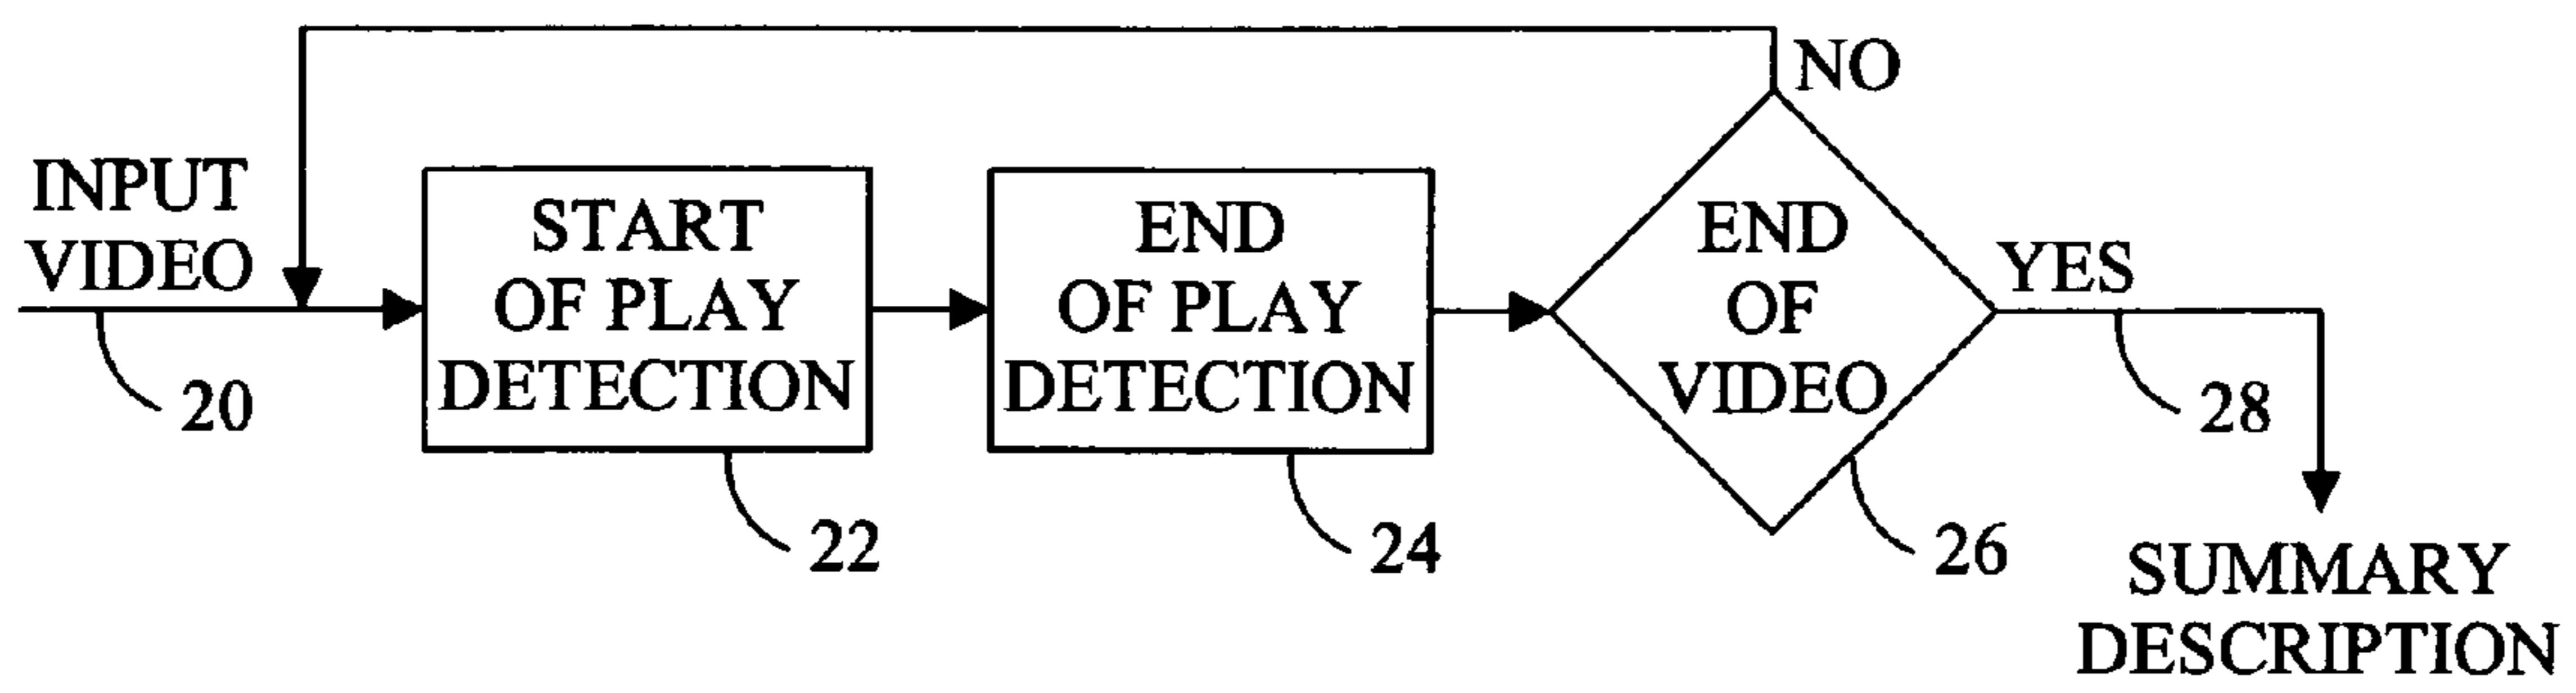 INPUT
VIDEO
20
START
OF PLAY
DETECTION
22
END
OF PLAY
DETECTION
24
NO
END
OF
VIDEO
26
YES
28
SUMMARY
DESCRIPTION